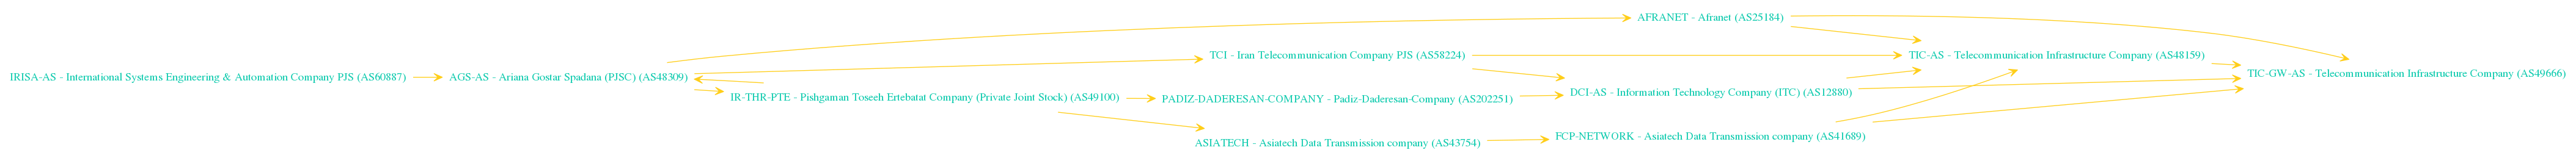 AFRANET - Afranet (AS25184)
TCI - Iran Telecommunication Company PJS (AS58224)
TIC-AS - Telecommunication Infrastructure Company (AS48159)
IRISA-AS - International Systems Engineering & Automation Company PJS (AS60887)
AGS-AS - Ariana Gostar Spadana (PJSC) (AS48309)
TIC-GW-AS - Telecommunication Infrastructure Company (AS49666)
IR-THR-PTE - Pishgaman Toseeh Ertebatat Company (Private Joint Stock) (AS49100)
PADIZ-DADERESAN-COMPANY - Padiz-Daderesan-Company (AS202251)
DCI-AS - Information Technology Company (ITC) (AS12880)
ASIATECH - Asiatech Data Transmission company (AS43754)
FCP-NETWORK - Asiatech Data Transmission company (AS41689)